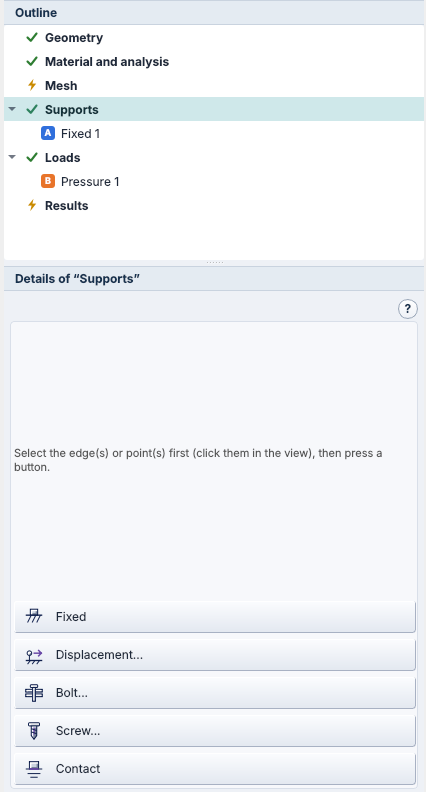 Outline
Geometry
Material and analysis
Mesh
Supports
A Fixed 1
Loads
B Pressure 1
Results
Details of “Supports”
?
Select the edge(s) or point(s) first (click them in the view), then press a
button.
Fixed
Displacement...
Bolt...
Screw...
Contact